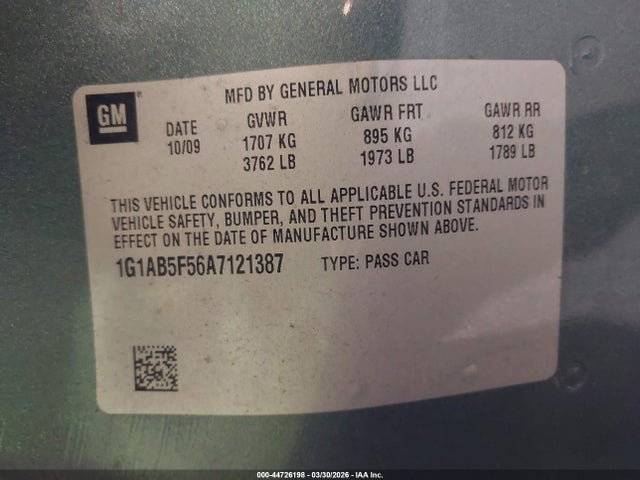 MFD BY GENERAL MOTORS LLC
GM
DATE GVWR GAWR FRT GAWR RR
10/09 1707 KG 895 KG 812 KG
3762 LB 1973 LB 1789 LB
THIS VEHICLE CONFORMS TO ALL APPLICABLE U.S. FEDERAL MOTOR
VEHICLE SAFETY, BUMPER, AND THEFT PREVENTION STANDARDS IN
EFFECT ON THE DATE OF MANUFACTURE SHOWN ABOVE.
1G1AB5F56A7121387 TYPE: PASS CAR
000-44726198 - 03/30/2026 - IAA Inc.